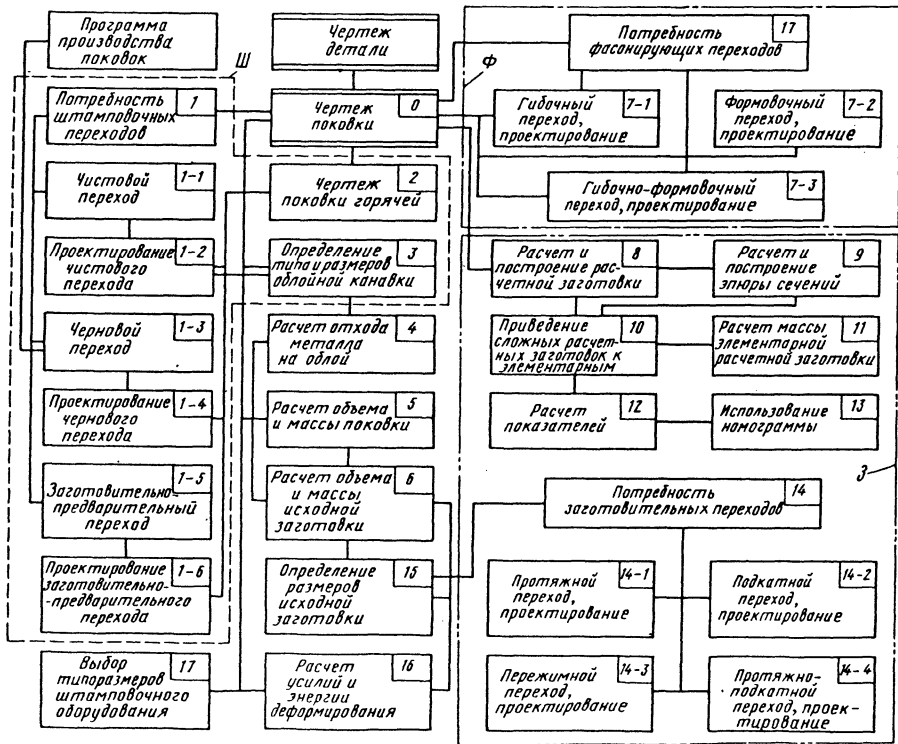 Программа
производства
поковок
Чертеж
детали
Потребность
фасонирующих
переходов
17
Ш
Ф
Потребность
штамповочных
переходов
1
Чертеж
поковки
0
Гибочный
переход,
проектирование
7-1
Формовочный
переход,
проектирование
7-2
Чистовой
переход
1-1
Чертеж
поковки горячей
2
Гибочно-формовочный
переход, проектирование
7-3
Проектирование
чистового
перехода
1-2
Определение
типа и размеров
облойной канавки
3
Расчет и
построение рас-
четной заготовки
8
Расчет и
построение
эпюры сечений
9
Черновой
переход
1-3
Расчет отхода
металла
на облой
4
Приведение
сложных расчет-
ных заготовок к
элементарным
10
Расчет массы
элементарной
расчетной заготовки
11
Проектирование
чернового
перехода
1-4
Расчет объема
и массы поковки
5
Расчет
показателей
12
Использование
номограммы
13
Заготовительно-
предварительный
переход
1-5
Расчет объема
и массы
исходной
заготовки
6
Потребность
заготовительных
переходов
14
З
Проектирование
заготовительно-
-предварительного
перехода
1-6
Определение
размеров
исходной
заготовки
15
Протяжной
переход,
проектирование
14-1
Подкатной
переход,
проектирование
14-2
Выбор
типоразмеров
штамповочного
оборудования
17
Расчет
усилий и
энергии
деформирования
16
Пережимной
переход,
проектирование
14-3
Протяжно-
подкатной
переход, проек-
тирование
14-4